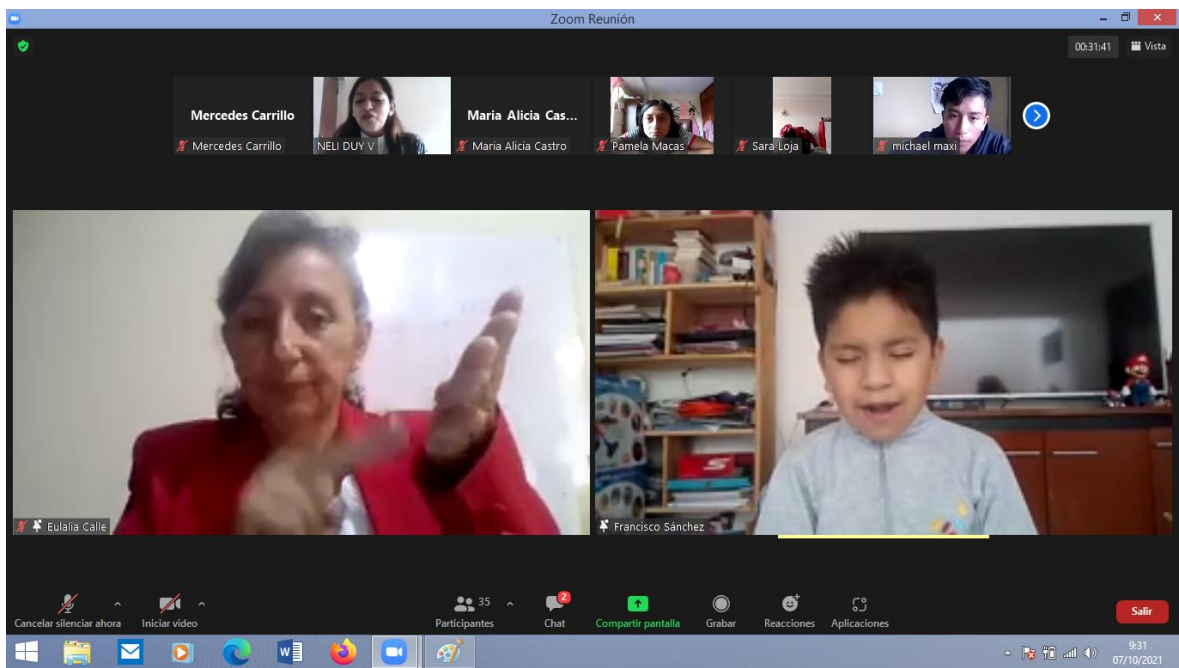 Zoom Reunión
00:31:41 Vista
Mercedes Carrillo
Maria Alicia Cas...
Mercedes Carrillo
NELI DUY V
Maria Alicia Castro
Pamela Macas
Sara Loja
michael maxi
Eulalia Calle
Francisco Sánchez
35
2
Cancelar silenciar ahora
Iniciar video
Participantes
Chat
Compartir pantalla
Grabar
Reacciones
Aplicaciones
Salir
9:31
07/10/2021